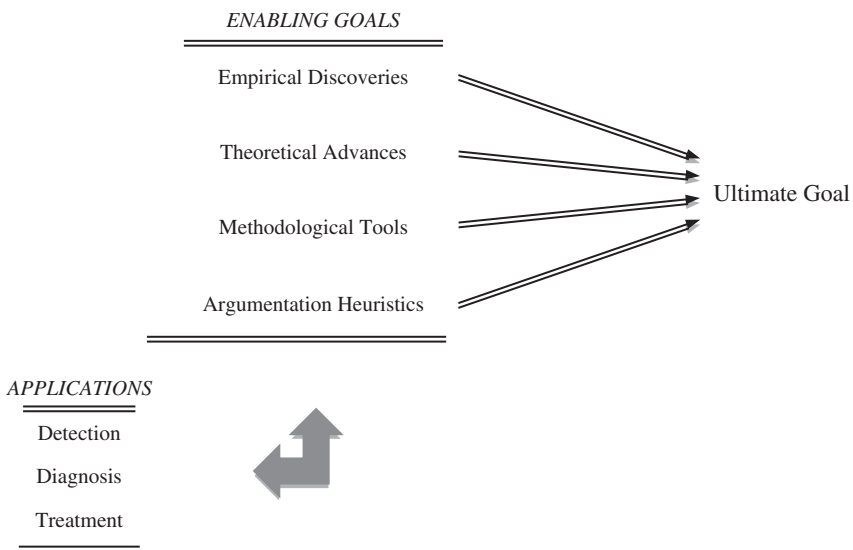 ENABLING GOALS
Empirical Discoveries
Theoretical Advances
Ultimate Goal
Methodological Tools
Argumentation Heuristics
APPLICATIONS
Detection
Diagnosis
Treatment